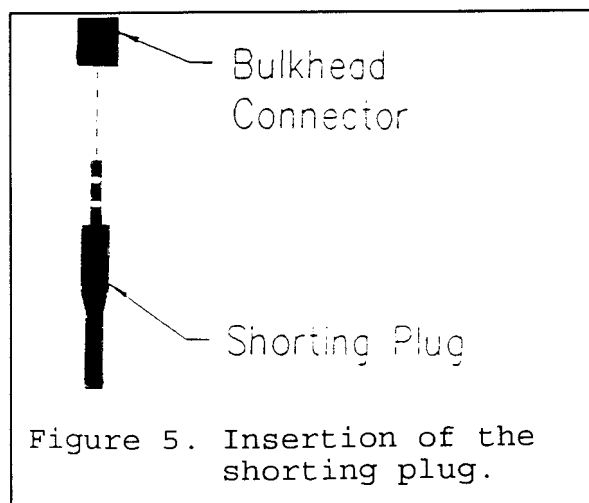 Bulkhead
Connector
Shorting Plug
Figure 5. Insertion of the
shorting plug.